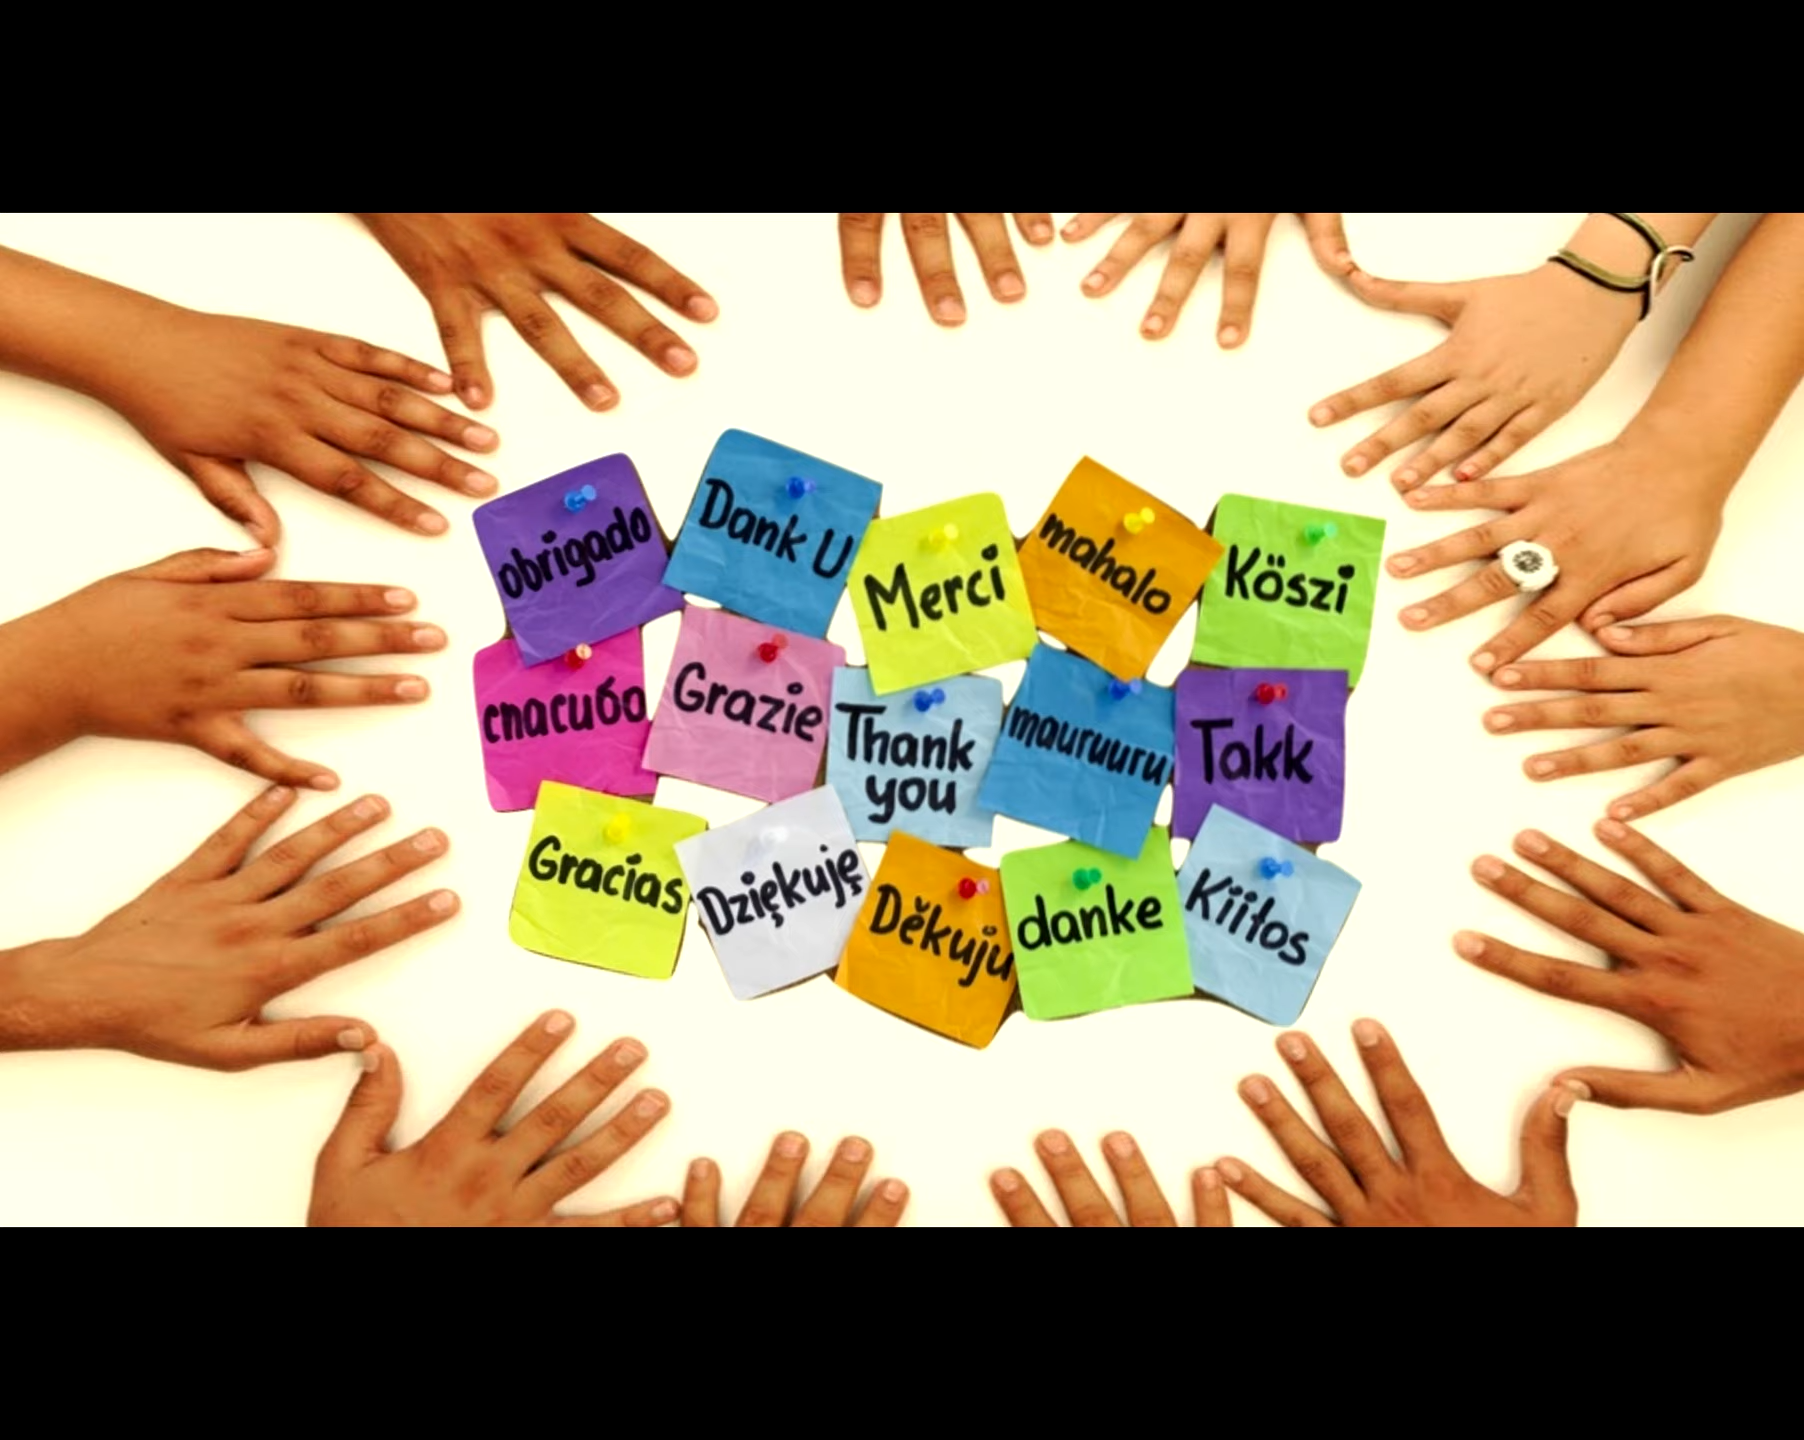 obrigado
Dank U
Merci
mahalo
Köszi
спасибо
Grazie
Thank
you
mauruuru
Takk
Gracias
Dziękuję
Děkuju
danke
Kiitos